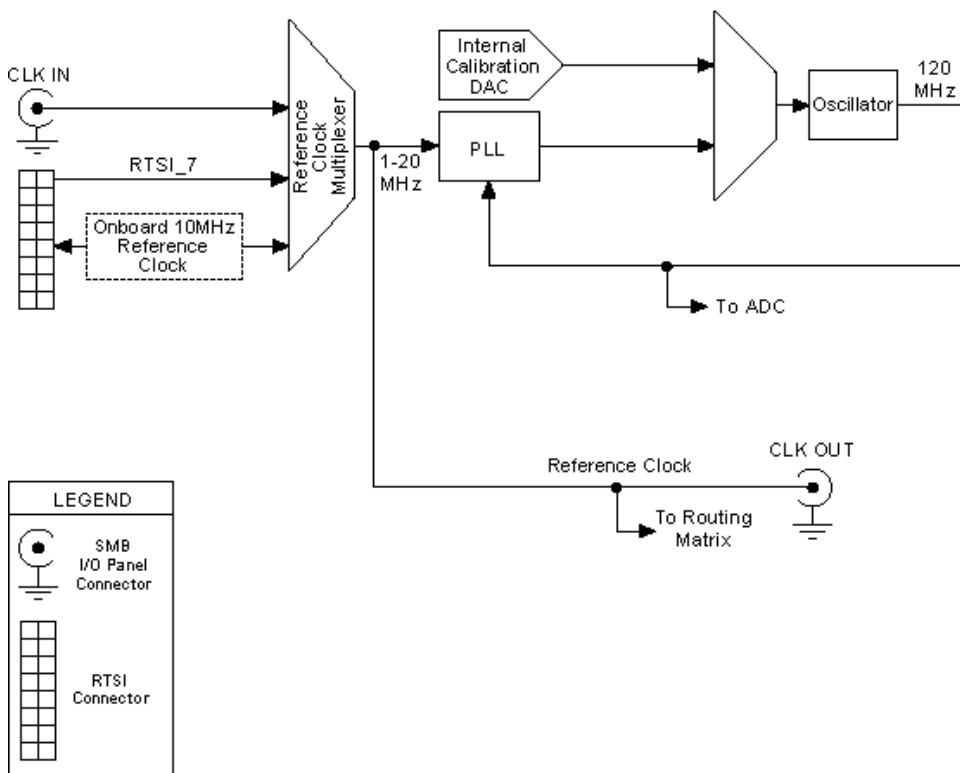 CLK IN
RTSI_7
Onboard 10MHz
Reference
Clock
Reference
Clock
Multiplexer
1-20
MHz
Internal
Calibration
DAC
PLL
Oscillator
120
MHz
To ADC
Reference Clock
CLK OUT
To Routing
Matrix
LEGEND
SMB
I/O Panel
Connector
RTSI
Connector